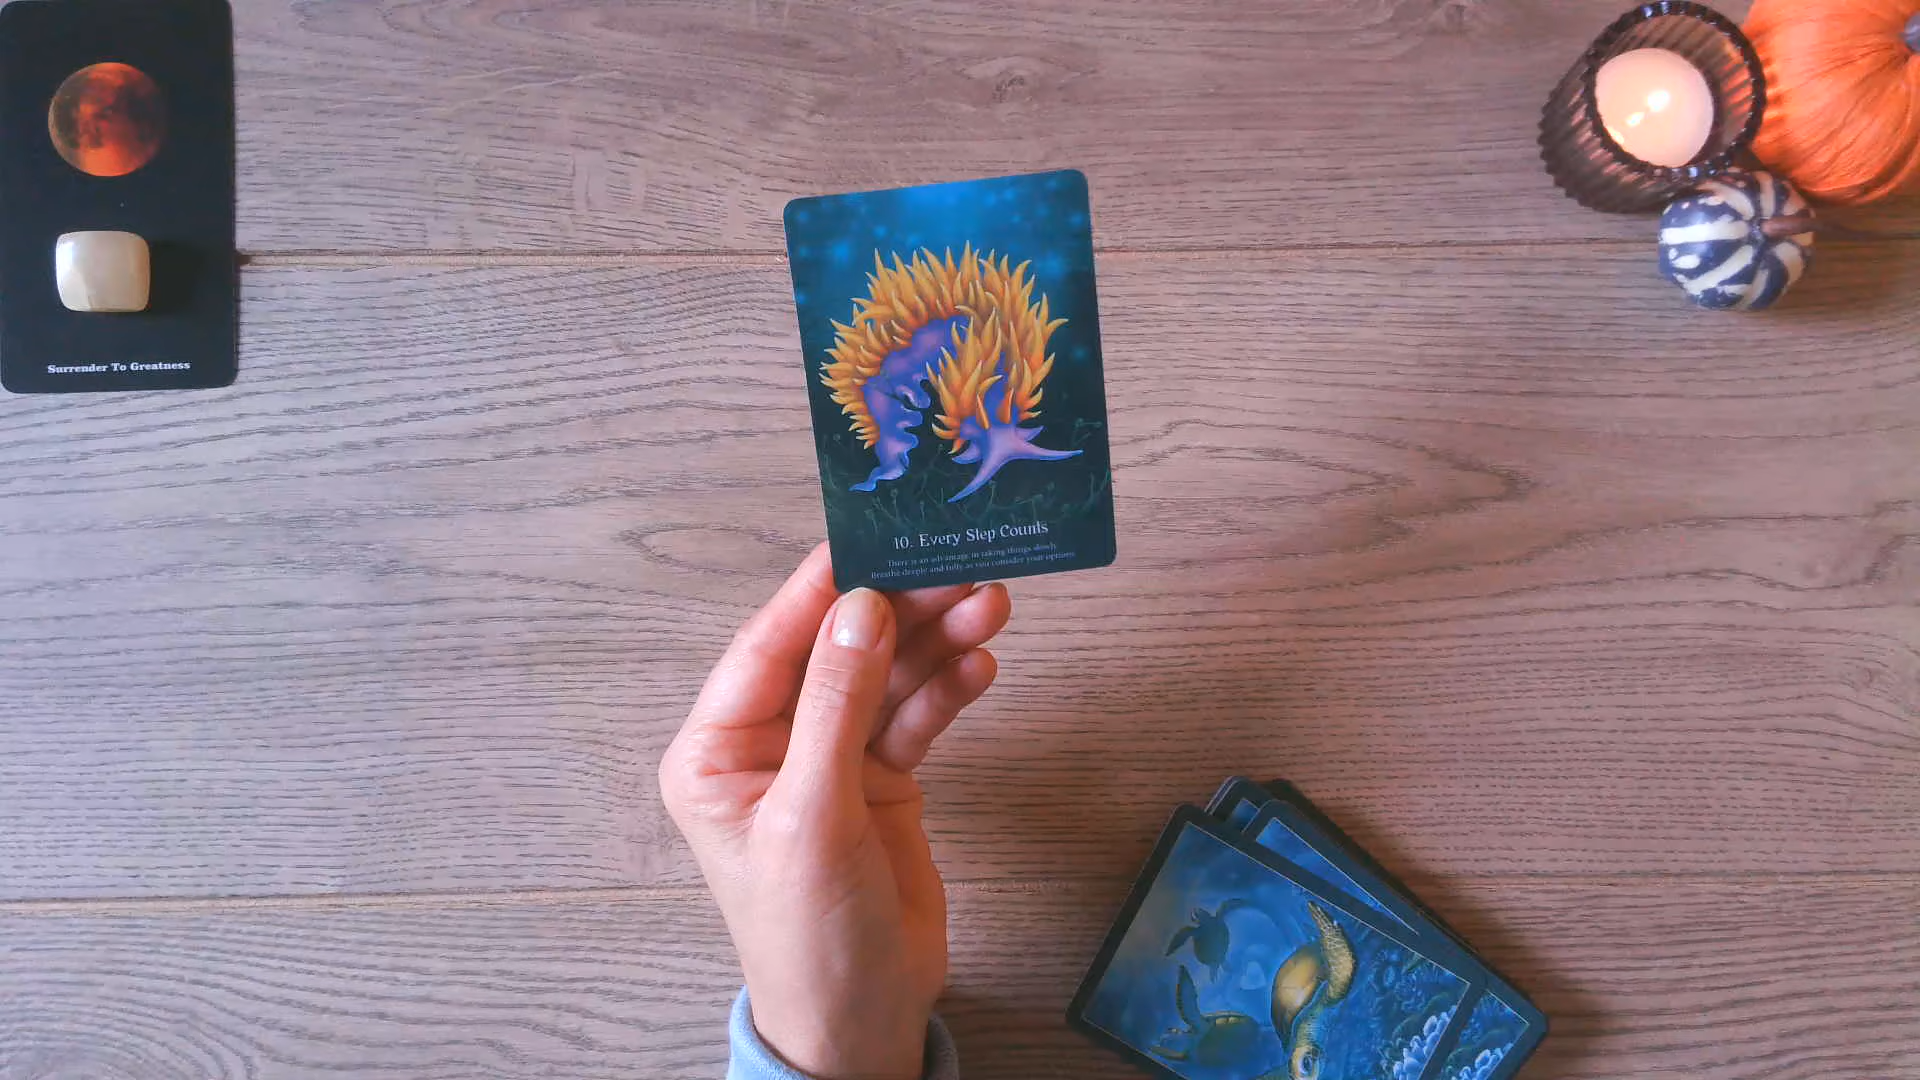 Surrender To Greatness
10. Every Step Counts
There is an advantage in taking things slowly.
Breathe deeply and fully as you consider your options.